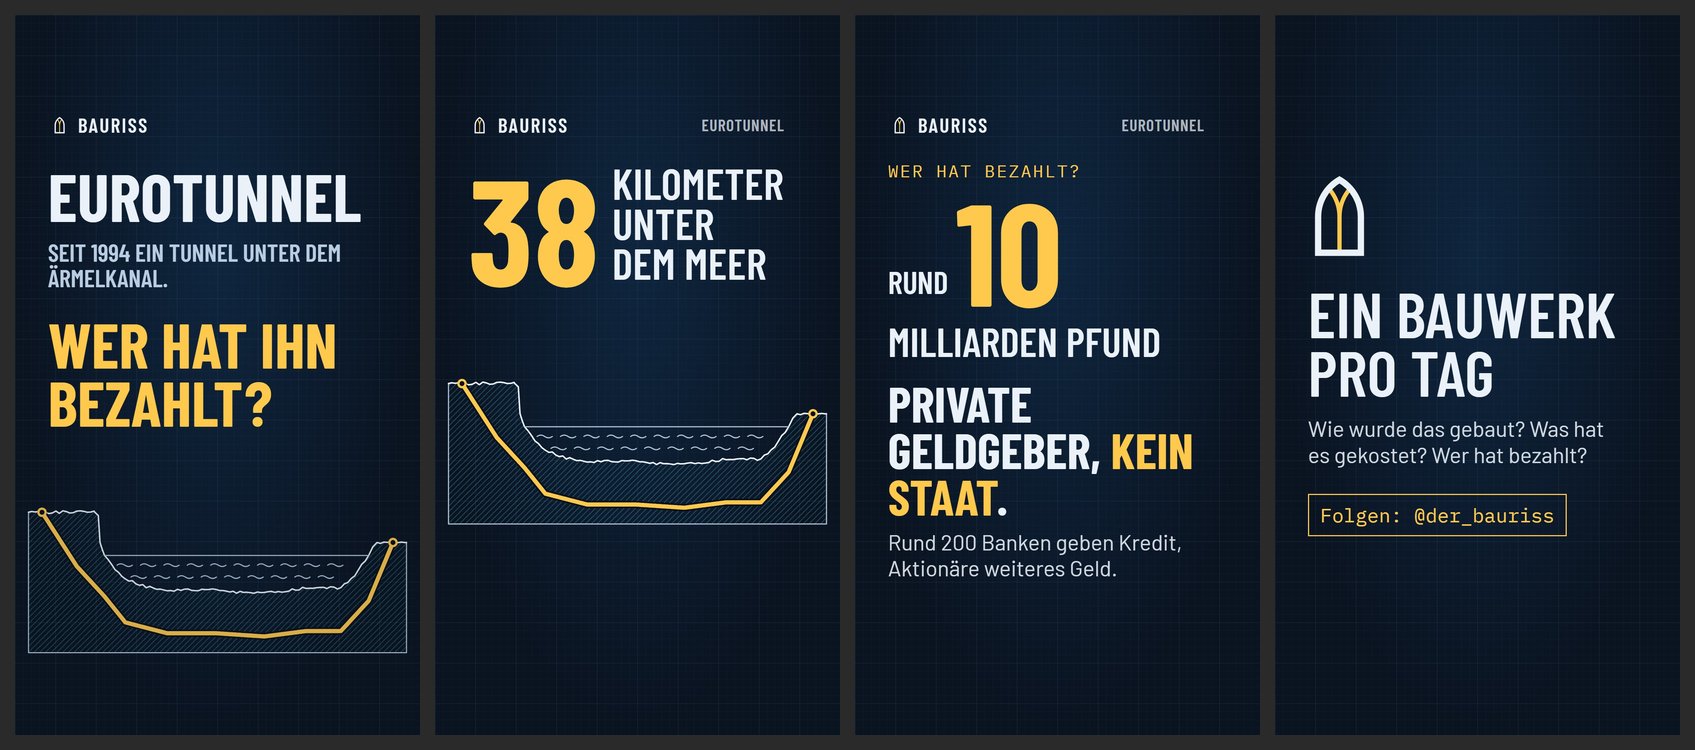 BAURISS
EUROTUNNEL
SEIT 1994 EIN TUNNEL UNTER DEM
ÄRMELKANAL.
WER HAT IHN
BEZAHLT?
BAURISS
EUROTUNNEL
38
KILOMETER
UNTER
DEM MEER
BAURISS
EUROTUNNEL
WER HAT BEZAHLT?
RUND 10
MILLIARDEN PFUND
PRIVATE
GELDGEBER, KEIN
STAAT.
Rund 200 Banken geben Kredit,
Aktionäre weiteres Geld.
EIN BAUWERK
PRO TAG
Wie wurde das gebaut? Was hat
es gekostet? Wer hat bezahlt?
Folgen: @der_bauriss